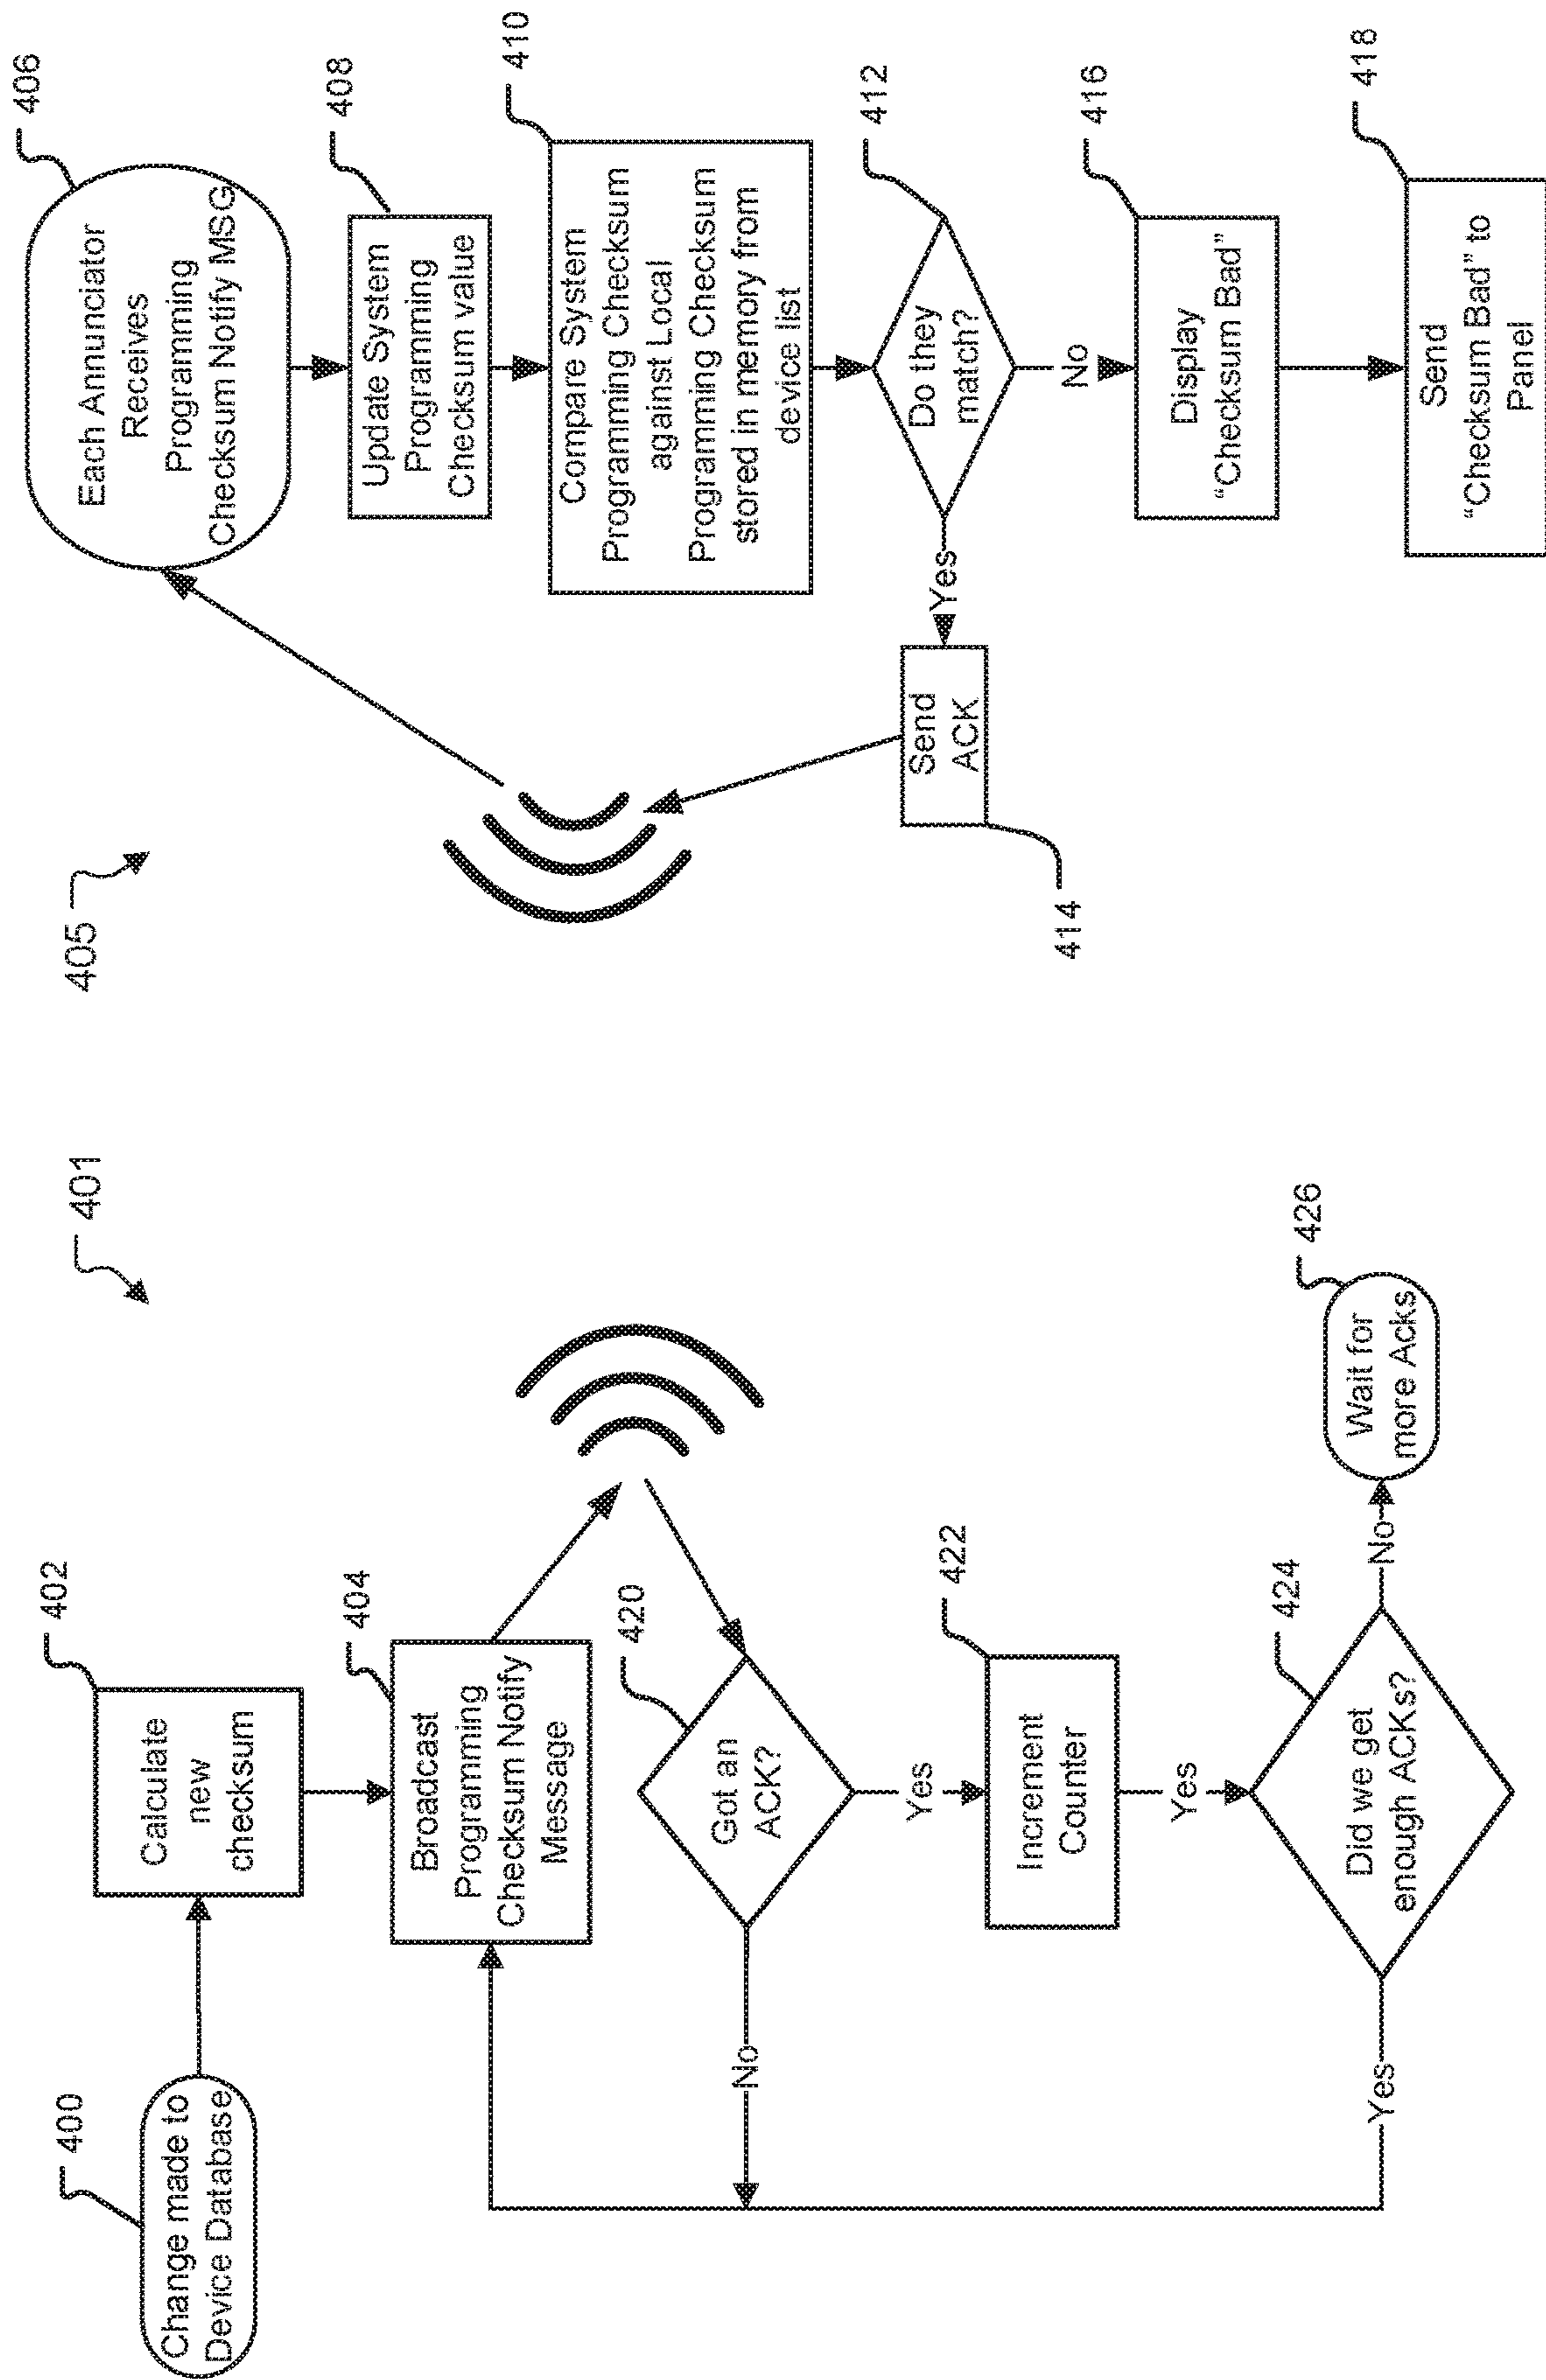 401
400
Change made to
Device Database
402
Calculate
new
checksum
404
Broadcast
Programming
Checksum Notify
Message
420
Got an
ACK?
No
Yes
422
Increment
Counter
Yes
424
Did we get
enough ACKs?
Yes
No
426
Wait for
more Acks
405
406
Each Annunciator
Receives
Programming
Checksum Notify MSG
408
Update System
Programming
Checksum value
410
Compare System
Programming Checksum
against Local
Programming Checksum
stored in memory from
device list
412
Do they
match?
Yes
Send
ACK
414
No
416
Display
“Checksum Bad”
418
Send
“Checksum Bad” to
Panel